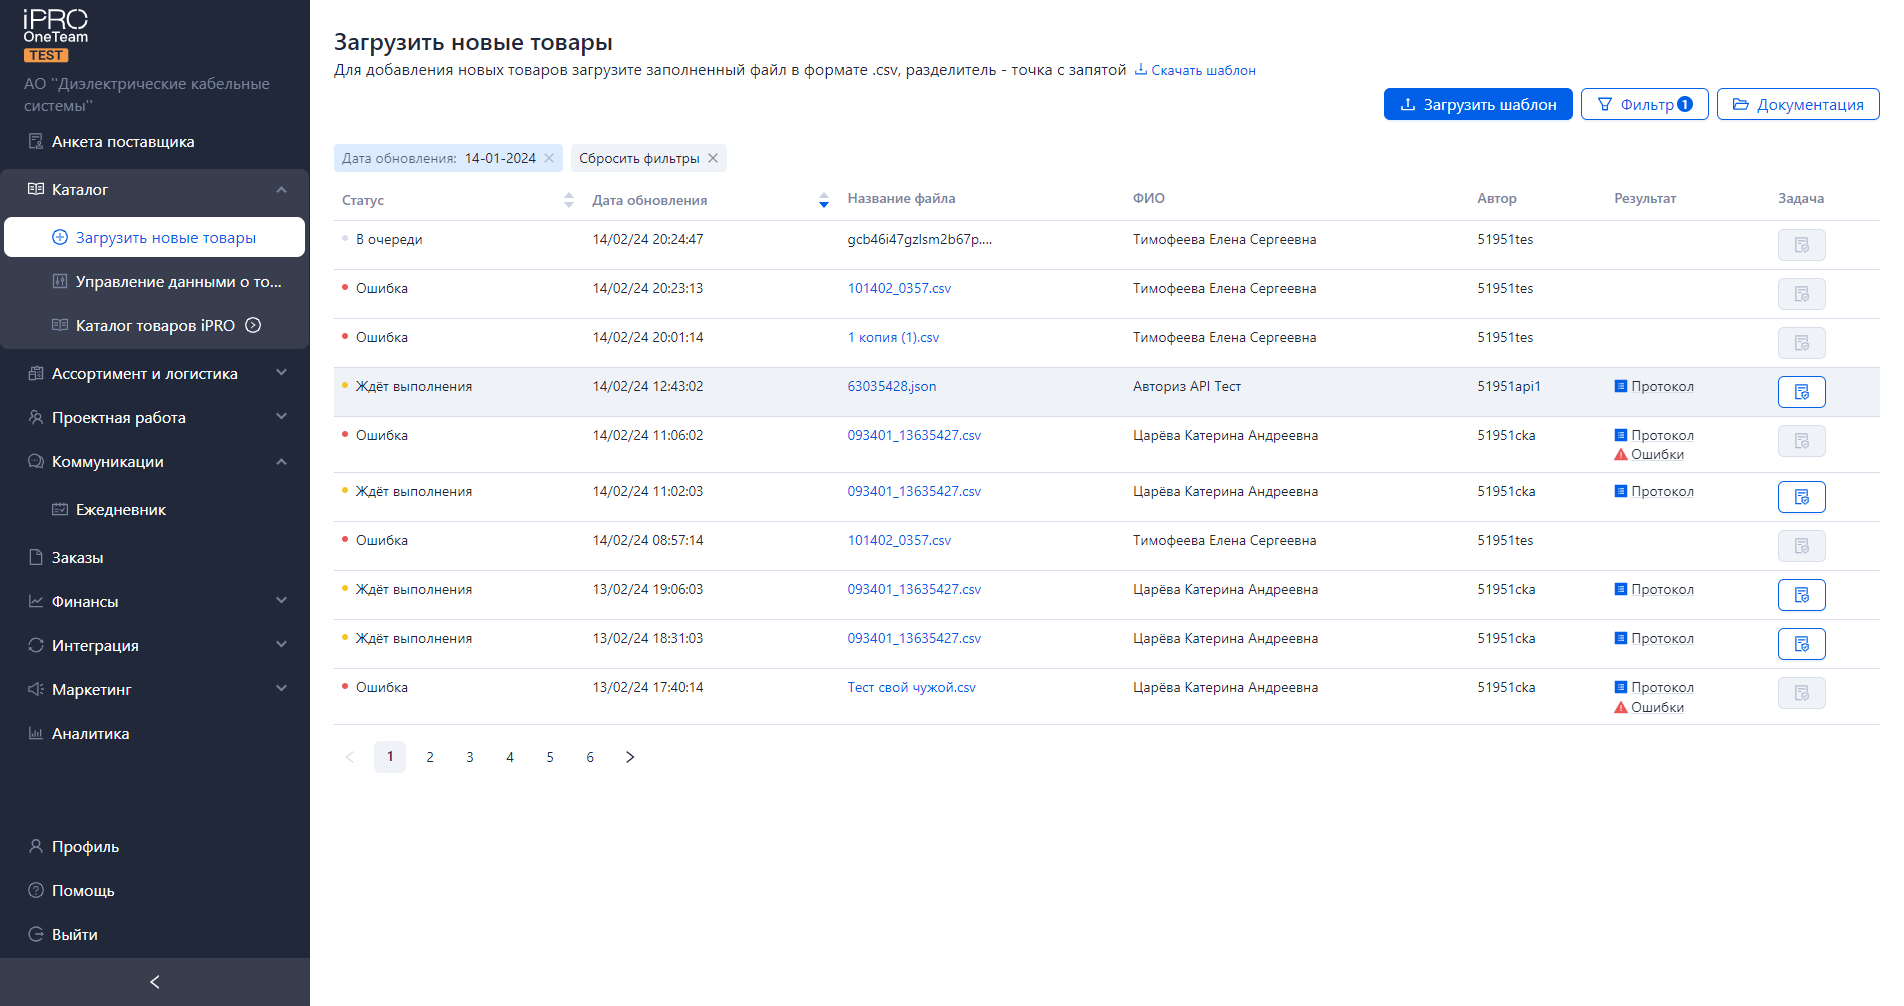 iPRO
OneTeam
TEST
АО "Диэлектрические кабельные
системы"
Анкета поставщика
Каталог
Загрузить новые товары
Управление данными о то...
Каталог товаров iPRO
Ассортимент и логистика
Проектная работа
Коммуникации
Ежедневник
Заказы
Финансы
Интеграция
Маркетинг
Аналитика
Профиль
Помощь
Выйти
Загрузить новые товары
Для добавления новых товаров загрузите заполненный файл в формате .csv, разделитель - точка с запятой Скачать шаблон
Загрузить шаблон Фильтр 1 Документация
Дата обновления: 14-01-2024 Сбросить фильтры
Статус Дата обновления Название файла ФИО Автор Результат Задача
В очереди 14/02/24 20:24:47 gcb46i47gzlsm2b67p.... Тимофеева Елена Сергеевна 51951tes
Ошибка 14/02/24 20:23:13 101402_0357.csv Тимофеева Елена Сергеевна 51951tes
Ошибка 14/02/24 20:01:14 1 копия (1).csv Тимофеева Елена Сергеевна 51951tes
Ждёт выполнения 14/02/24 12:43:02 63035428.json Авториз API Тест 51951api1 Протокол
Ошибка 14/02/24 11:06:02 093401_13635427.csv Царёва Катерина Андреевна 51951cka Протокол
Ошибки
Ждёт выполнения 14/02/24 11:02:03 093401_13635427.csv Царёва Катерина Андреевна 51951cka Протокол
Ошибка 14/02/24 08:57:14 101402_0357.csv Тимофеева Елена Сергеевна 51951tes
Ждёт выполнения 13/02/24 19:06:03 093401_13635427.csv Царёва Катерина Андреевна 51951cka Протокол
Ждёт выполнения 13/02/24 18:31:03 093401_13635427.csv Царёва Катерина Андреевна 51951cka Протокол
Ошибка 13/02/24 17:40:14 Тест свой чужой.csv Царёва Катерина Андреевна 51951cka Протокол
Ошибки
1 2 3 4 5 6